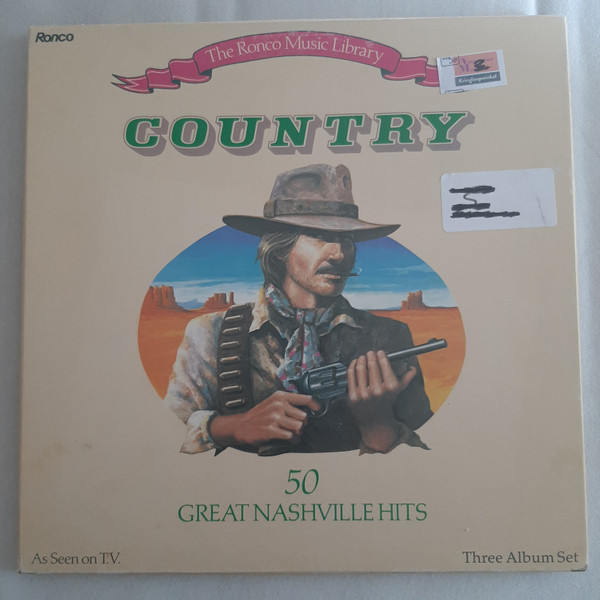 Ronco
The Ronco Music Library
COUNTRY
50
GREAT NASHVILLE HITS
As Seen on T.V.
Three Album Set